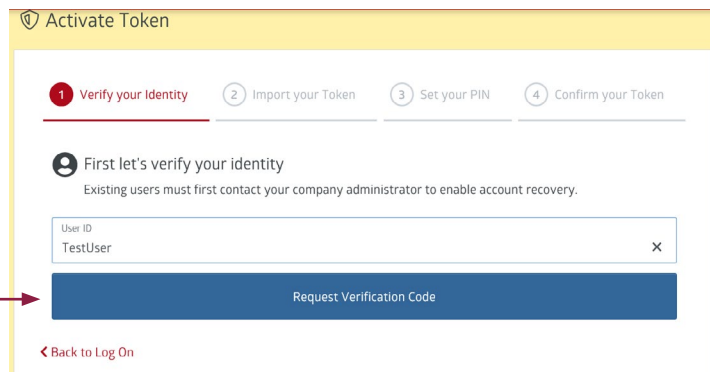 Activate Token
1 Verify your Identity 2 Import your Token 3 Set your PIN 4 Confirm your Token
First let's verify your identity
Existing users must first contact your company administrator to enable account recovery.
User ID
TestUser
Request Verification Code
Back to Log On